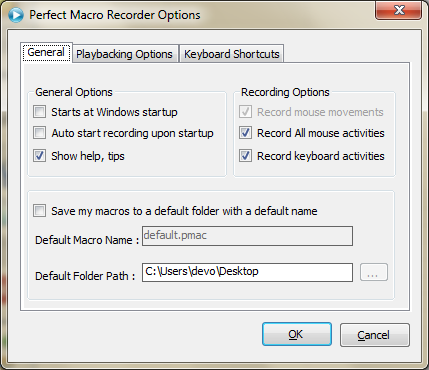 Perfect Macro Recorder Options
General Playbacking Options Keyboard Shortcuts
General Options
Starts at Windows startup
Auto start recording upon startup
Show help, tips
Recording Options
Record mouse movements
Record All mouse activities
Record keyboard activities
Save my macros to a default folder with a default name
Default Macro Name : default.pmac
Default Folder Path : C:\Users\devo\Desktop ...
OK Cancel